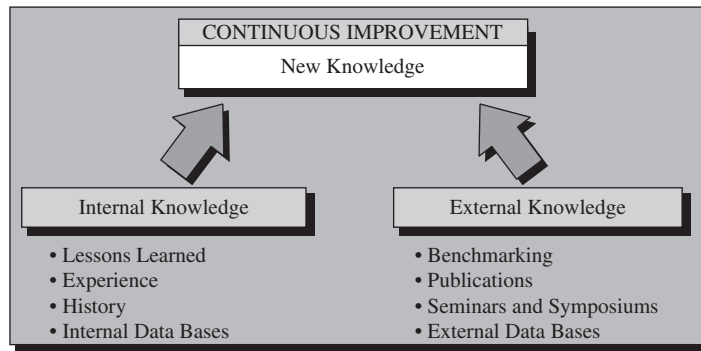 CONTINUOUS IMPROVEMENT
New Knowledge
Internal Knowledge
• Lessons Learned
• Experience
• History
• Internal Data Bases
External Knowledge
• Benchmarking
• Publications
• Seminars and Symposiums
• External Data Bases